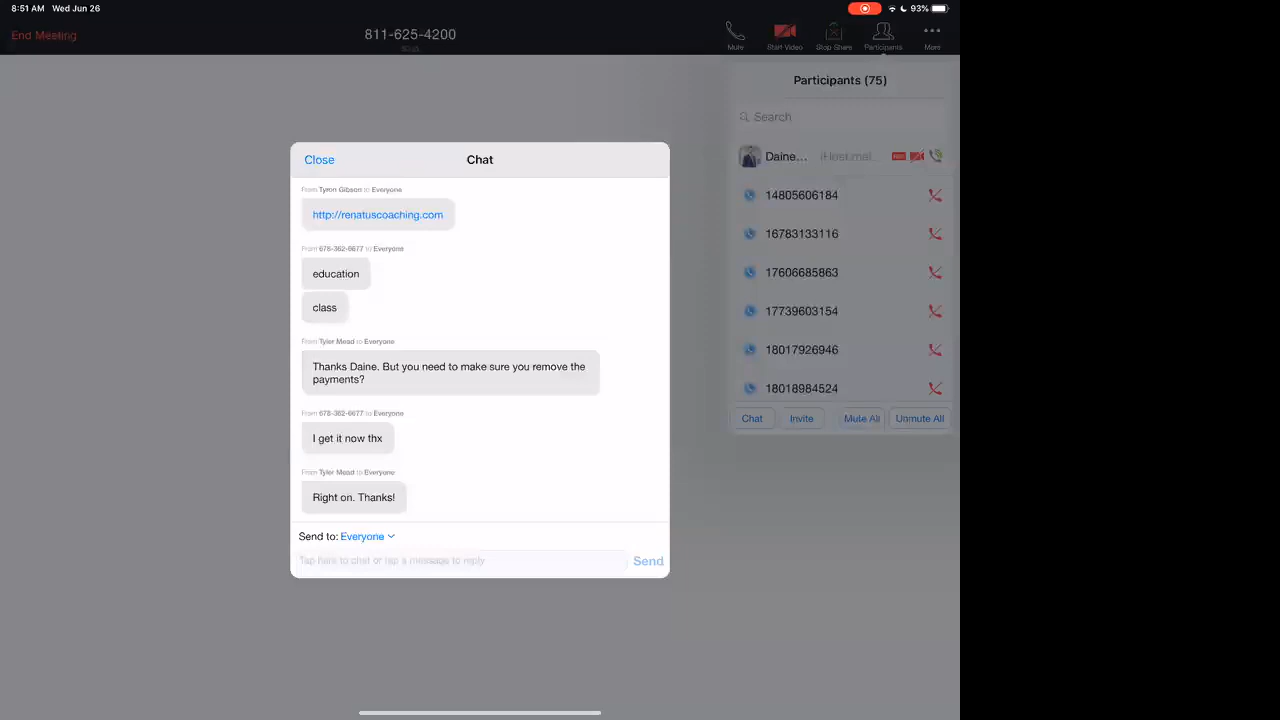 8:51 AM Wed Jun 26
93%
End Meeting
811-625-4200
Mute
Start Video
Stop Share
Participants
More
Participants (75)
Search
Daine...
14805606184
16783133116
17606685863
17739603154
18017926946
18018984524
Chat
Invite
Mute All
Unmute All
Close
Chat
From Tyron Gibson to Everyone
http://renatuscoaching.com
From 678-362-6677 to Everyone
education
class
From Tyler Mead to Everyone
Thanks Daine. But you need to make sure you remove the
payments?
From 678-362-6677 to Everyone
I get it now thx
From Tyler Mead to Everyone
Right on. Thanks!
Send to: Everyone
Tap here to chat or tap a message to reply
Send